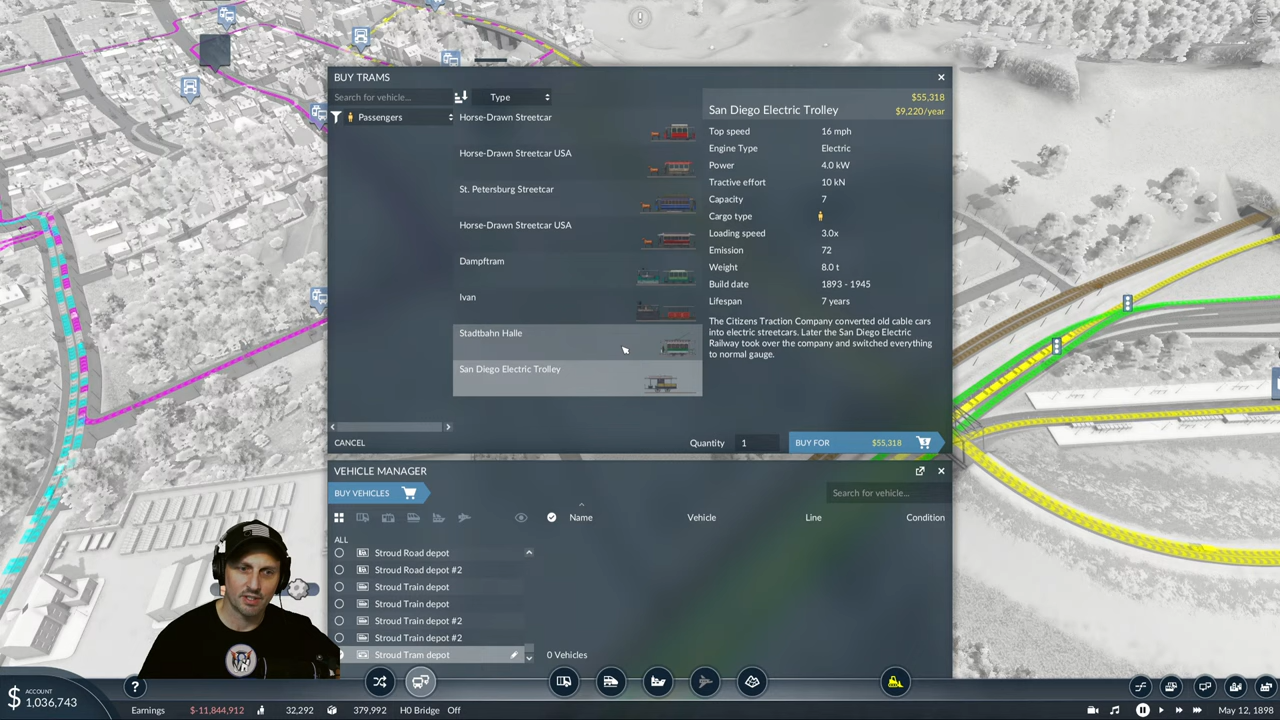 BUY TRAMS
Search for vehicle...
Type
Passengers
Horse-Drawn Streetcar
Horse-Drawn Streetcar USA
St. Petersburg Streetcar
Horse-Drawn Streetcar USA
Dampftram
Ivan
Stadtbahn Halle
San Diego Electric Trolley
$55,318
San Diego Electric Trolley
$9,220/year
Top speed 16 mph
Engine Type Electric
Power 4.0 kW
Tractive effort 10 kN
Capacity 7
Cargo type
Loading speed 3.0x
Emission 72
Weight 8.0 t
Build date 1893 - 1945
Lifespan 7 years
The Citizens Traction Company converted old cable cars
into electric streetcars. Later the San Diego Electric
Railway took over the company and switched everything
to normal gauge.
CANCEL
Quantity 1
BUY FOR $55,318
VEHICLE MANAGER
BUY VEHICLES
Search for vehicle...
Name Vehicle Line Condition
ALL
Stroud Road depot
Stroud Road depot #2
Stroud Train depot
Stroud Train depot
Stroud Train depot #2
Stroud Train depot #2
Stroud Tram depot
0 Vehicles
$ ACCOUNT
1,036,743
?
Earnings $-11,844,912 32,292 379,992 H0 Bridge Off
May 12, 1898